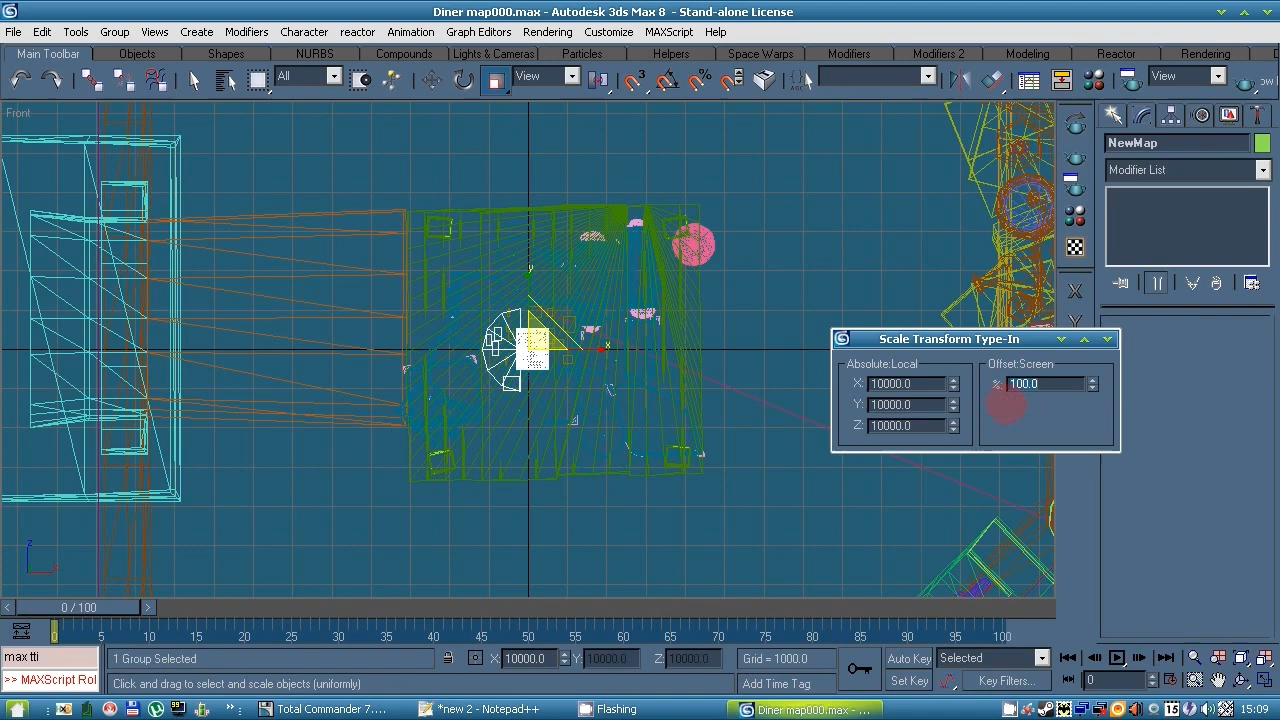 Diner map000.max - Autodesk 3ds Max 8 - Stand-alone License
File Edit Tools Group Views Create Modifiers Character reactor Animation Graph Editors Rendering Customize MAXScript Help
Main Toolbar Objects Shapes NURBS Compounds Lights & Cameras Particles Helpers Space Warps Modifiers Modifiers 2 Modeling Reactor Rendering
All View View
Front
NewMap
Modifier List
y
x
X
Y
Scale Transform Type-In
Absolute:Local Offset:Screen
X: 10000.0 %: 100.0
Y: 10000.0
Z: 10000.0
z
x
0 / 100
0 5 10 15 20 25 30 35 40 45 50 55 60 65 70 75 80 85 90 95 100
max tti 1 Group Selected X: 10000.0 Y: 10000.0 Z: 10000.0 Grid = 1000.0 Auto Key Selected
>> MAXScript Rol Click and drag to select and scale objects (uniformly) Add Time Tag Set Key Key Filters... 0
Total Commander 7.... *new 2 - Notepad++ Flashing Diner map000.max - ... 15 15:09